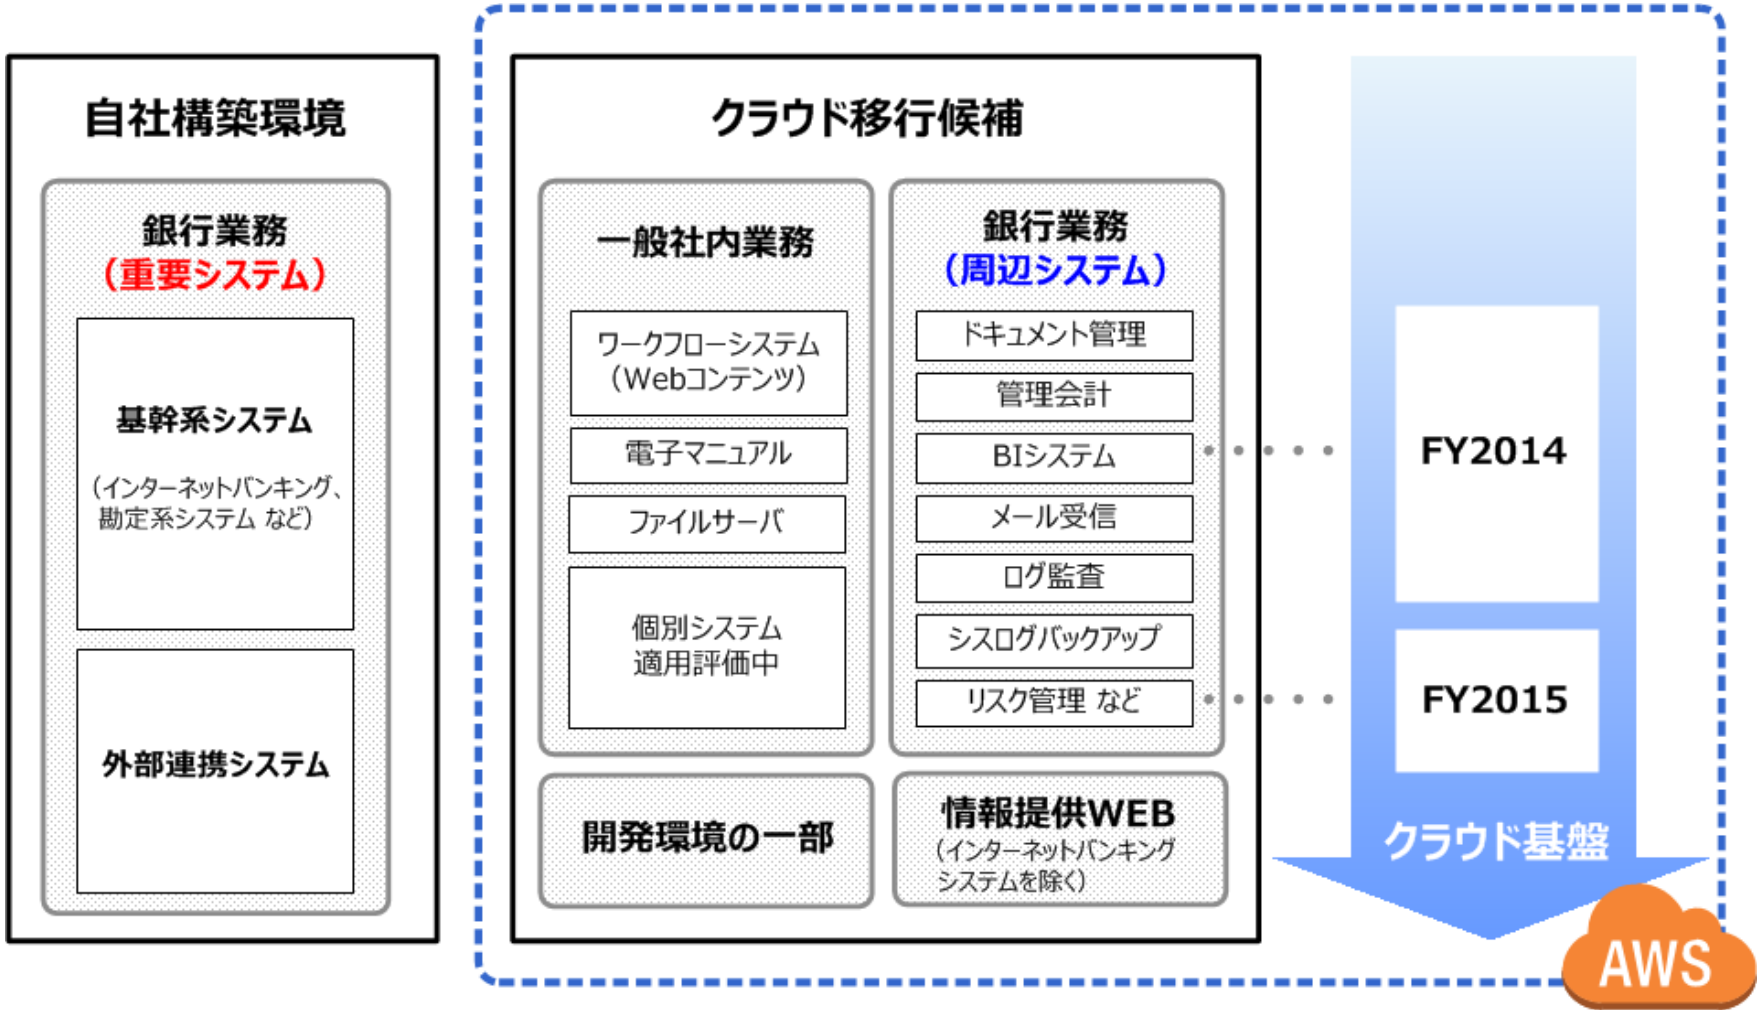 自社構築環境
銀行業務
（重要システム）
基幹系システム
（インターネットバンキング、
勘定系システム など）
外部連携システム
クラウド移行候補
一般社内業務
ワークフローシステム
（Webコンテンツ）
電子マニュアル
ファイルサーバ
個別システム
適用評価中
銀行業務
（周辺システム）
ドキュメント管理
管理会計
BIシステム
メール受信
ログ監査
シスログバックアップ
リスク管理 など
開発環境の一部
情報提供WEB
（インターネットバンキング
システムを除く）
FY2014
FY2015
クラウド基盤
AWS